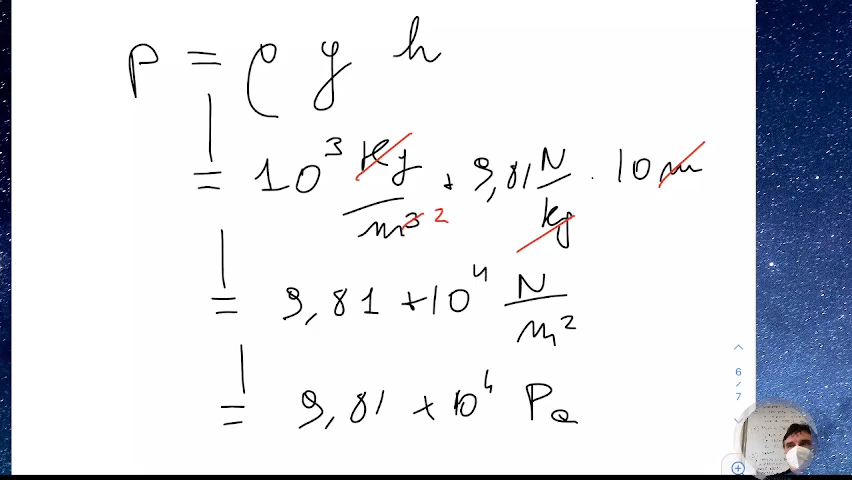 P = ρ g h
= 10³ Kg/m³ 2 × 9,81 N/kg · 10 m
= 9,81 × 10⁴ N/m²
= 9,81 × 10⁴ Pa
6
/
7